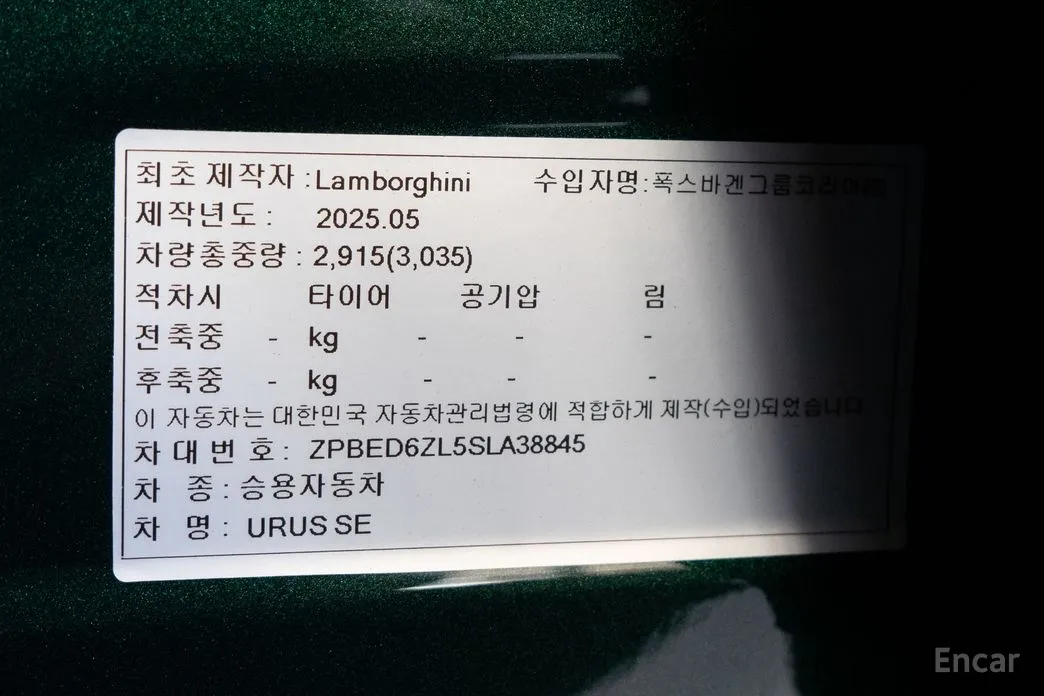 최초 제작자 : Lamborghini 수입자명: 폭스바겐그룹코리아㈜
제작년도 : 2025.05
차량총중량 : 2,915(3,035)
적차시 타이어 공기압 림
전축중 - kg - - -
후축중 - kg - - -
이 자동차는 대한민국 자동차관리법령에 적합하게 제작(수입)되었습니다
차대번호 : ZPBED6ZL5SLA38845
차 종 : 승용자동차
차 명 : URUS SE
Encar